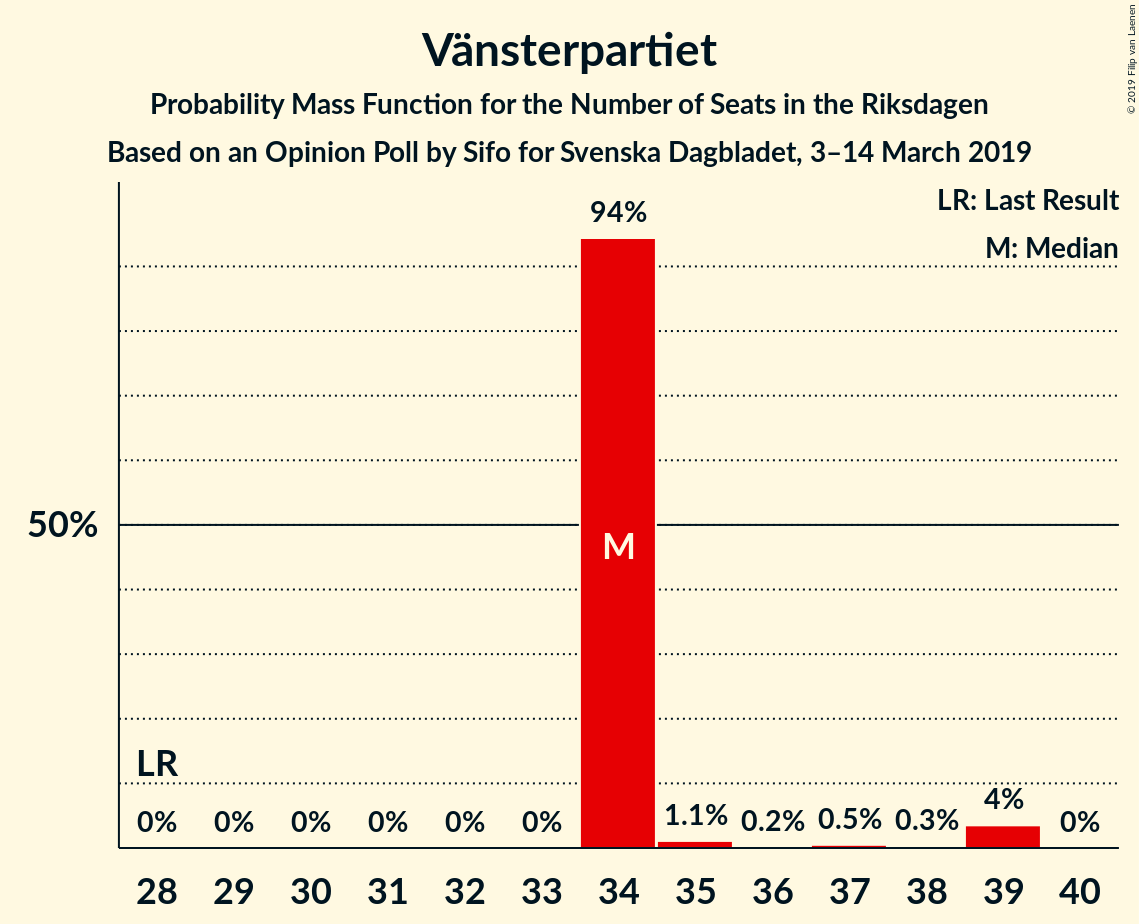 Vänsterpartiet
Probability Mass Function for the Number of Seats in the Riksdagen
Based on an Opinion Poll by Sifo for Svenska Dagbladet, 3–14 March 2019
© 2019 Filip van Laenen
LR: Last Result
M: Median
94%
50%
M
LR
0% 0% 0% 0% 0% 0% 1.1% 0.2% 0.5% 0.3% 4% 0%
28 29 30 31 32 33 34 35 36 37 38 39 40